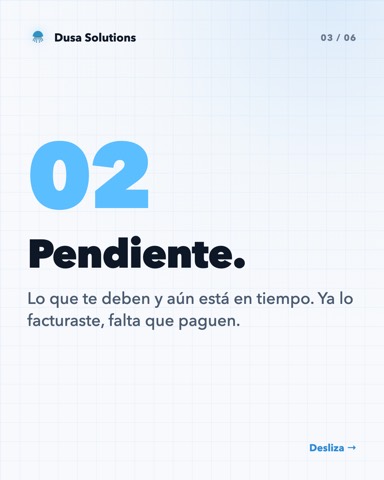 Dusa Solutions
03 / 06
02
Pendiente.
Lo que te deben y aún está en tiempo. Ya lo
facturaste, falta que paguen.
Desliza →